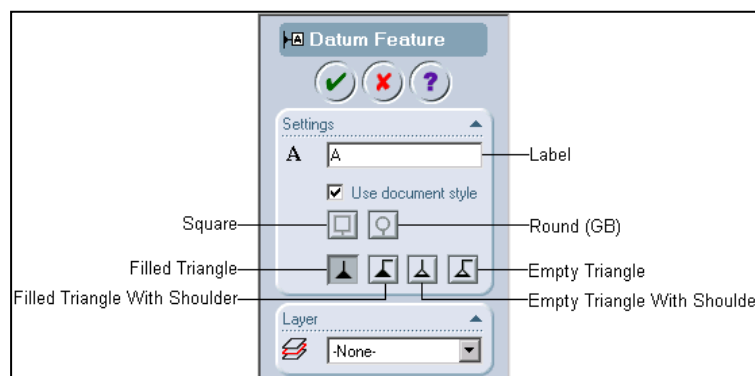 Datum Feature
Settings
A
A
Label
Use document style
Square
Round (GB)
Filled Triangle
Empty Triangle
Filled Triangle With Shoulder
Empty Triangle With Shoulde
Layer
-None-